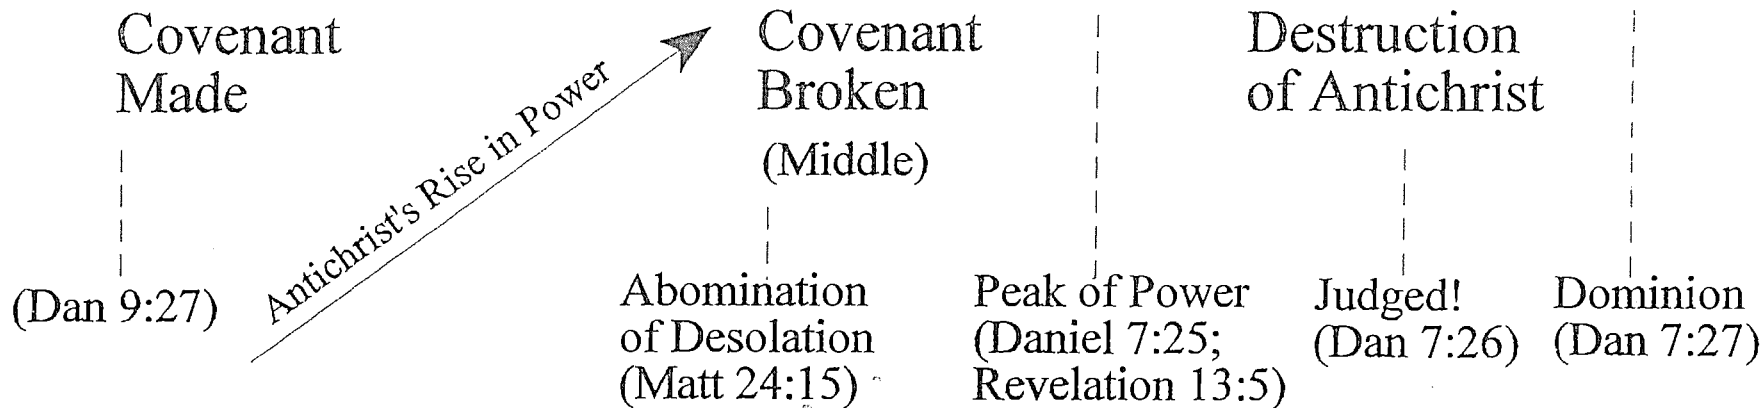 Covenant
Made
(Dan 9:27)
Antichrist's Rise in Power
Covenant
Broken
(Middle)
Abomination
of Desolation
(Matt 24:15)
Peak of Power
(Daniel 7:25;
Revelation 13:5)
Destruction
of Antichrist
Judged!
(Dan 7:26)
Dominion
(Dan 7:27)